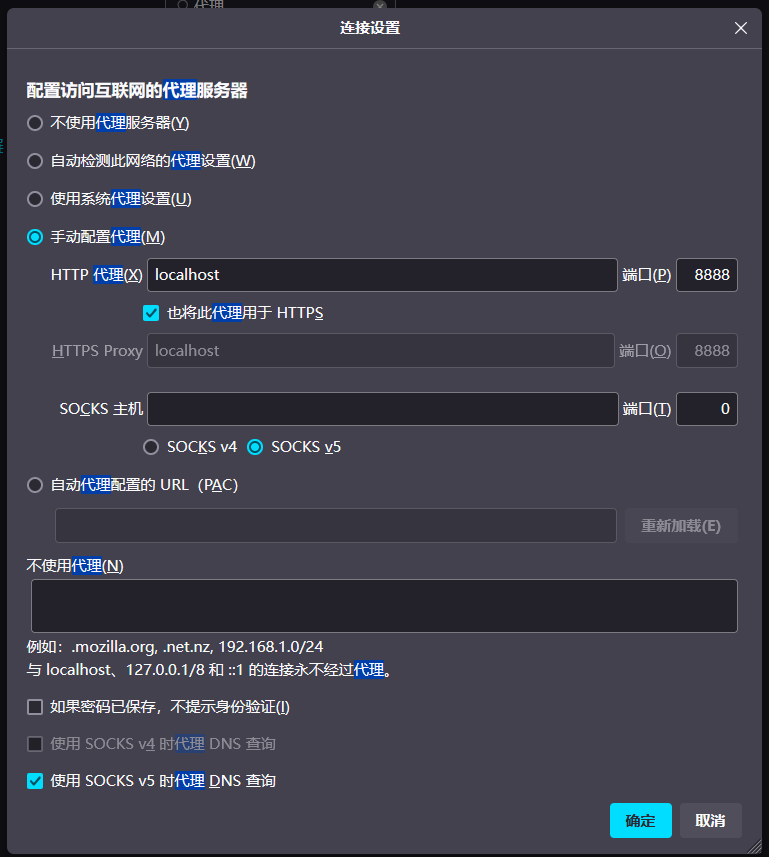 代理
连接设置
配置访问互联网的代理服务器
不使用代理服务器(Y)
自动检测此网络的代理设置(W)
使用系统代理设置(U)
手动配置代理(M)
HTTP 代理(X) localhost 端口(P) 8888
也将此代理用于 HTTPS
HTTPS Proxy localhost 端口(O) 8888
SOCKS 主机 端口(T) 0
SOCKS v4 SOCKS v5
自动代理配置的 URL（PAC）
重新加载(E)
不使用代理(N)
例如：.mozilla.org, .net.nz, 192.168.1.0/24
与 localhost、127.0.0.1/8 和 ::1 的连接永不经过代理。
如果密码已保存，不提示身份验证(I)
使用 SOCKS v4 时代理 DNS 查询
使用 SOCKS v5 时代理 DNS 查询
确定 取消